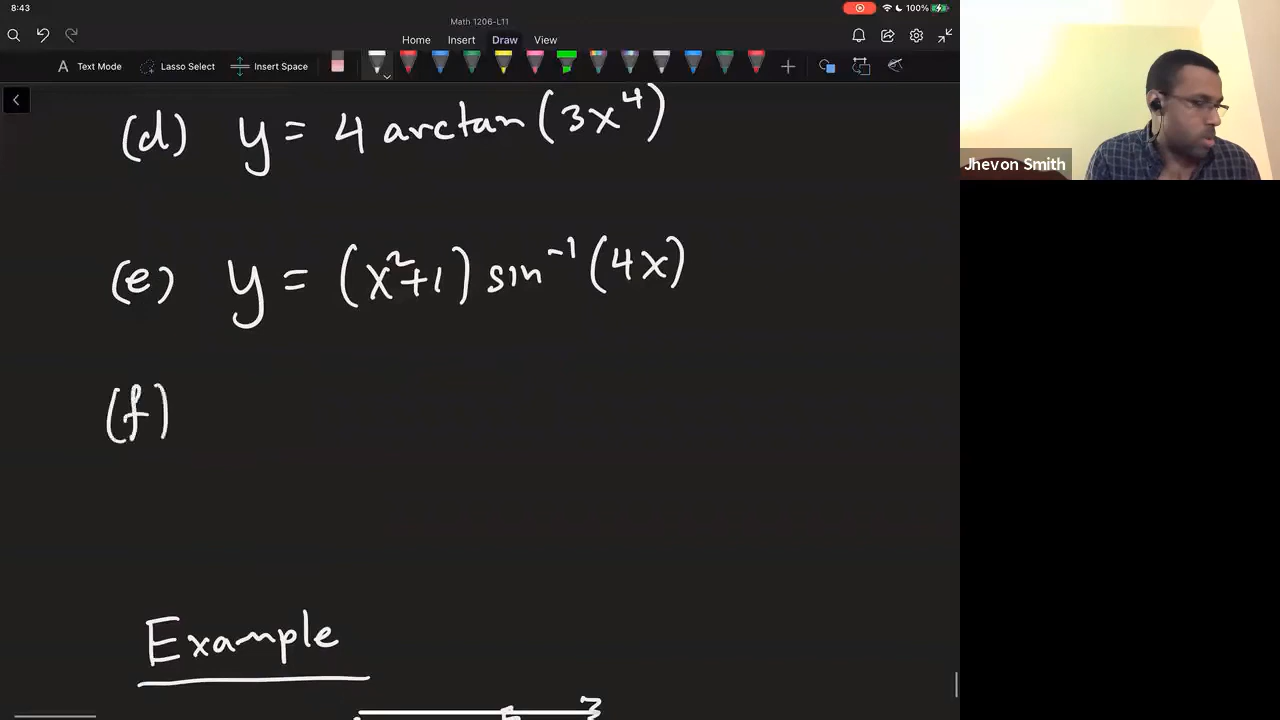 8:43
100%
Math 1206-L11
Home Insert Draw View
Text Mode Lasso Select Insert Space
(d) y = 4 arctan (3x⁴)
Jhevon Smith
(e) y = (x²+1) sin⁻¹ (4x)
(f)
Example